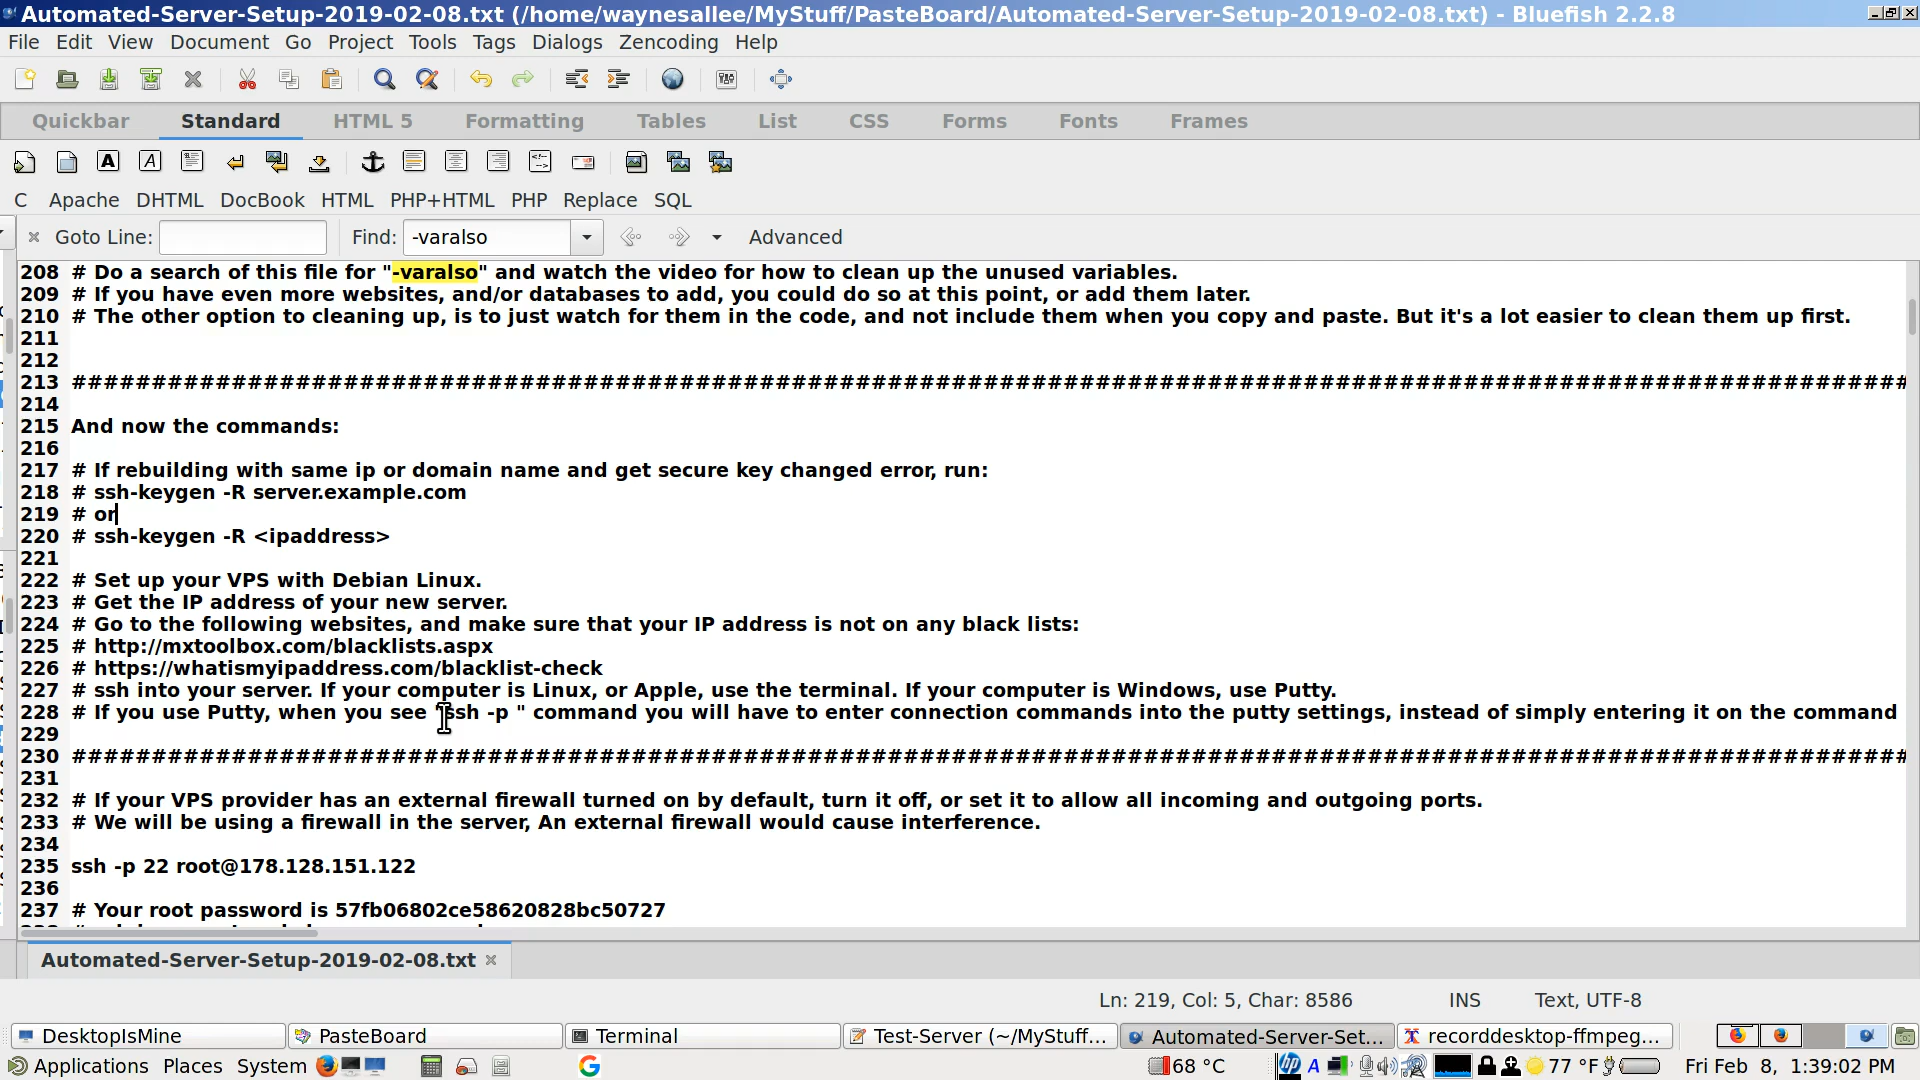 Automated-Server-Setup-2019-02-08.txt (/home/waynesallee/MyStuff/PasteBoard/Automated-Server-Setup-2019-02-08.txt) - Bluefish 2.2.8
File Edit View Document Go Project Tools Tags Dialogs Zencoding Help
Quickbar Standard HTML 5 Formatting Tables List CSS Forms Fonts Frames
C Apache DHTML DocBook HTML PHP+HTML PHP Replace SQL
Goto Line: Find: -varalso Advanced
208 # Do a search of this file for "-varalso" and watch the video for how to clean up the unused variables.
209 # If you have even more websites, and/or databases to add, you could do so at this point, or add them later.
210 # The other option to cleaning up, is to just watch for them in the code, and not include them when you copy and paste. But it's a lot easier to clean them up first.
211
212
213 ####################################################################################################################
214
215 And now the commands:
216
217 # If rebuilding with same ip or domain name and get secure key changed error, run:
218 # ssh-keygen -R server.example.com
219 # or
220 # ssh-keygen -R <ipaddress>
221
222 # Set up your VPS with Debian Linux.
223 # Get the IP address of your new server.
224 # Go to the following websites, and make sure that your IP address is not on any black lists:
225 # http://mxtoolbox.com/blacklists.aspx
226 # https://whatismyipaddress.com/blacklist-check
227 # ssh into your server. If your computer is Linux, or Apple, use the terminal. If your computer is Windows, use Putty.
228 # If you use Putty, when you see "ssh -p " command you will have to enter connection commands into the putty settings, instead of simply entering it on the command
229
230 ####################################################################################################################
231
232 # If your VPS provider has an external firewall turned on by default, turn it off, or set it to allow all incoming and outgoing ports.
233 # We will be using a firewall in the server, An external firewall would cause interference.
234
235 ssh -p 22 root@178.128.151.122
236
237 # Your root password is 57fb06802ce58620828bc50727
Automated-Server-Setup-2019-02-08.txt
Ln: 219, Col: 5, Char: 8586 INS Text, UTF-8
DesktopIsMine PasteBoard Terminal Test-Server (~/MyStuff... Automated-Server-Set... recorddesktop-ffmpeg...
Applications Places System 68 °C 77 °F Fri Feb 8, 1:39:02 PM